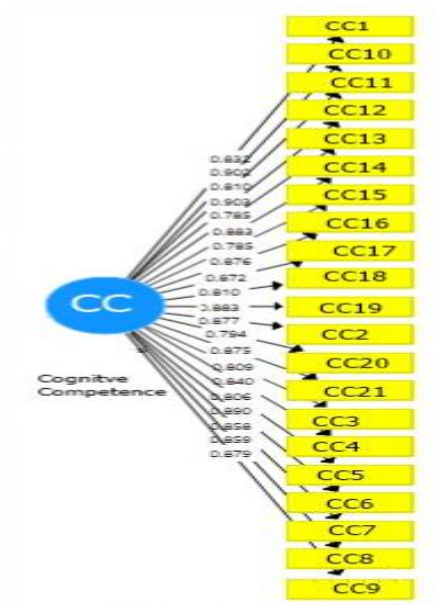 CC1
CC10
CC11
CC12
CC13
CC14
CC15
CC16
CC17
CC18
CC19
CC2
CC20
CC21
CC3
CC4
CC5
CC6
CC7
CC8
CC9
0.832
0.902
0.810
0.903
0.785
0.883
0.785
0.876
0.872
0.810
0.883
0.877
0.794
0.875
0.809
0.840
0.806
0.890
0.858
0.859
0.879
CC
Cognitve
Competence